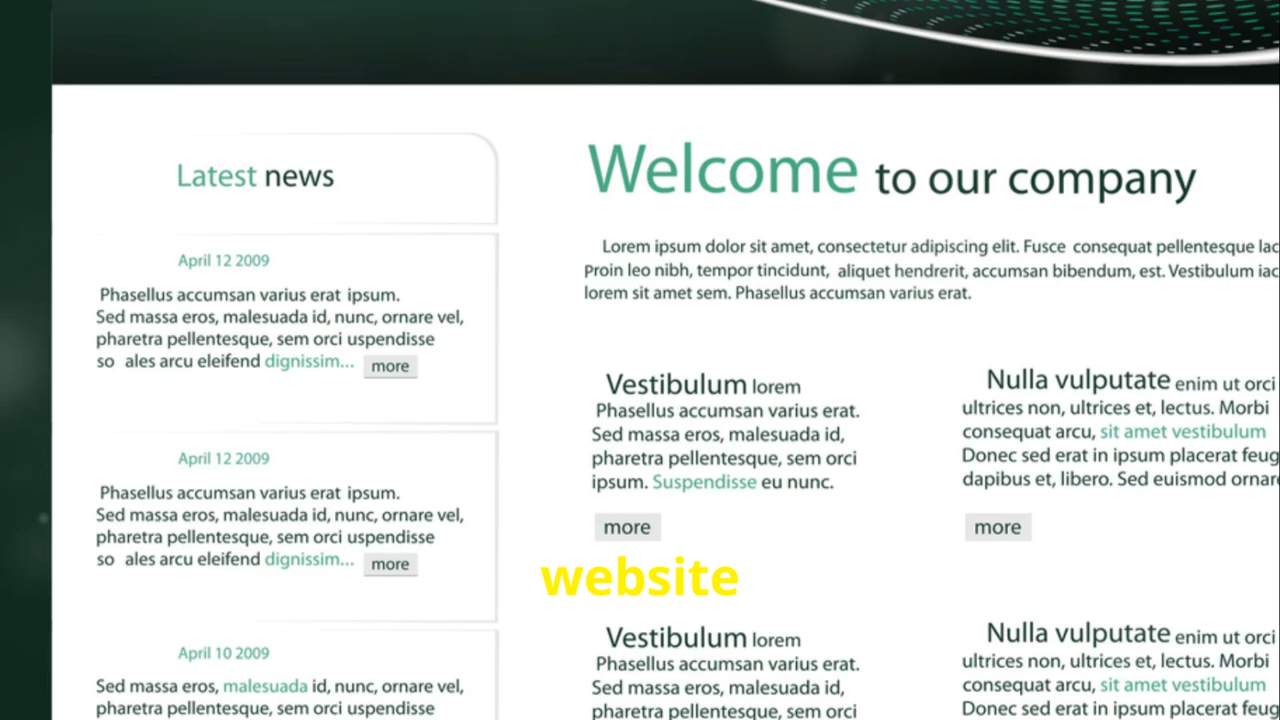 Latest news
April 12 2009
Phasellus accumsan varius erat ipsum.
Sed massa eros, malesuada id, nunc, ornare vel,
pharetra pellentesque, sem orci uspendisse
so ales arcu eleifend dignissim...
more
April 12 2009
Phasellus accumsan varius erat ipsum.
Sed massa eros, malesuada id, nunc, ornare vel,
pharetra pellentesque, sem orci uspendisse
so ales arcu eleifend dignissim...
more
April 10 2009
Sed massa eros, malesuada id, nunc, ornare vel,
pharetra pellentesque, sem orci uspendisse
Welcome to our company
Lorem ipsum dolor sit amet, consectetur adipiscing elit. Fusce consequat pellentesque lac
Proin leo nibh, tempor tincidunt, aliquet hendrerit, accumsan bibendum, est. Vestibulum iac
lorem sit amet sem. Phasellus accumsan varius erat.
Vestibulum lorem
Phasellus accumsan varius erat.
Sed massa eros, malesuada id,
pharetra pellentesque, sem orci
ipsum. Suspendisse eu nunc.
more
Nulla vulputate enim ut orci
ultrices non, ultrices et, lectus. Morbi
consequat arcu, sit amet vestibulum
Donec sed erat in ipsum placerat feug
dapibus et, libero. Sed euismod ornare
more
website
Vestibulum lorem
Phasellus accumsan varius erat.
Sed massa eros, malesuada id,
pharetra pellentesque, sem orci
Nulla vulputate enim ut orci
ultrices non, ultrices et, lectus. Morbi
consequat arcu, sit amet vestibulum
Donec sed erat in ipsum placerat feug